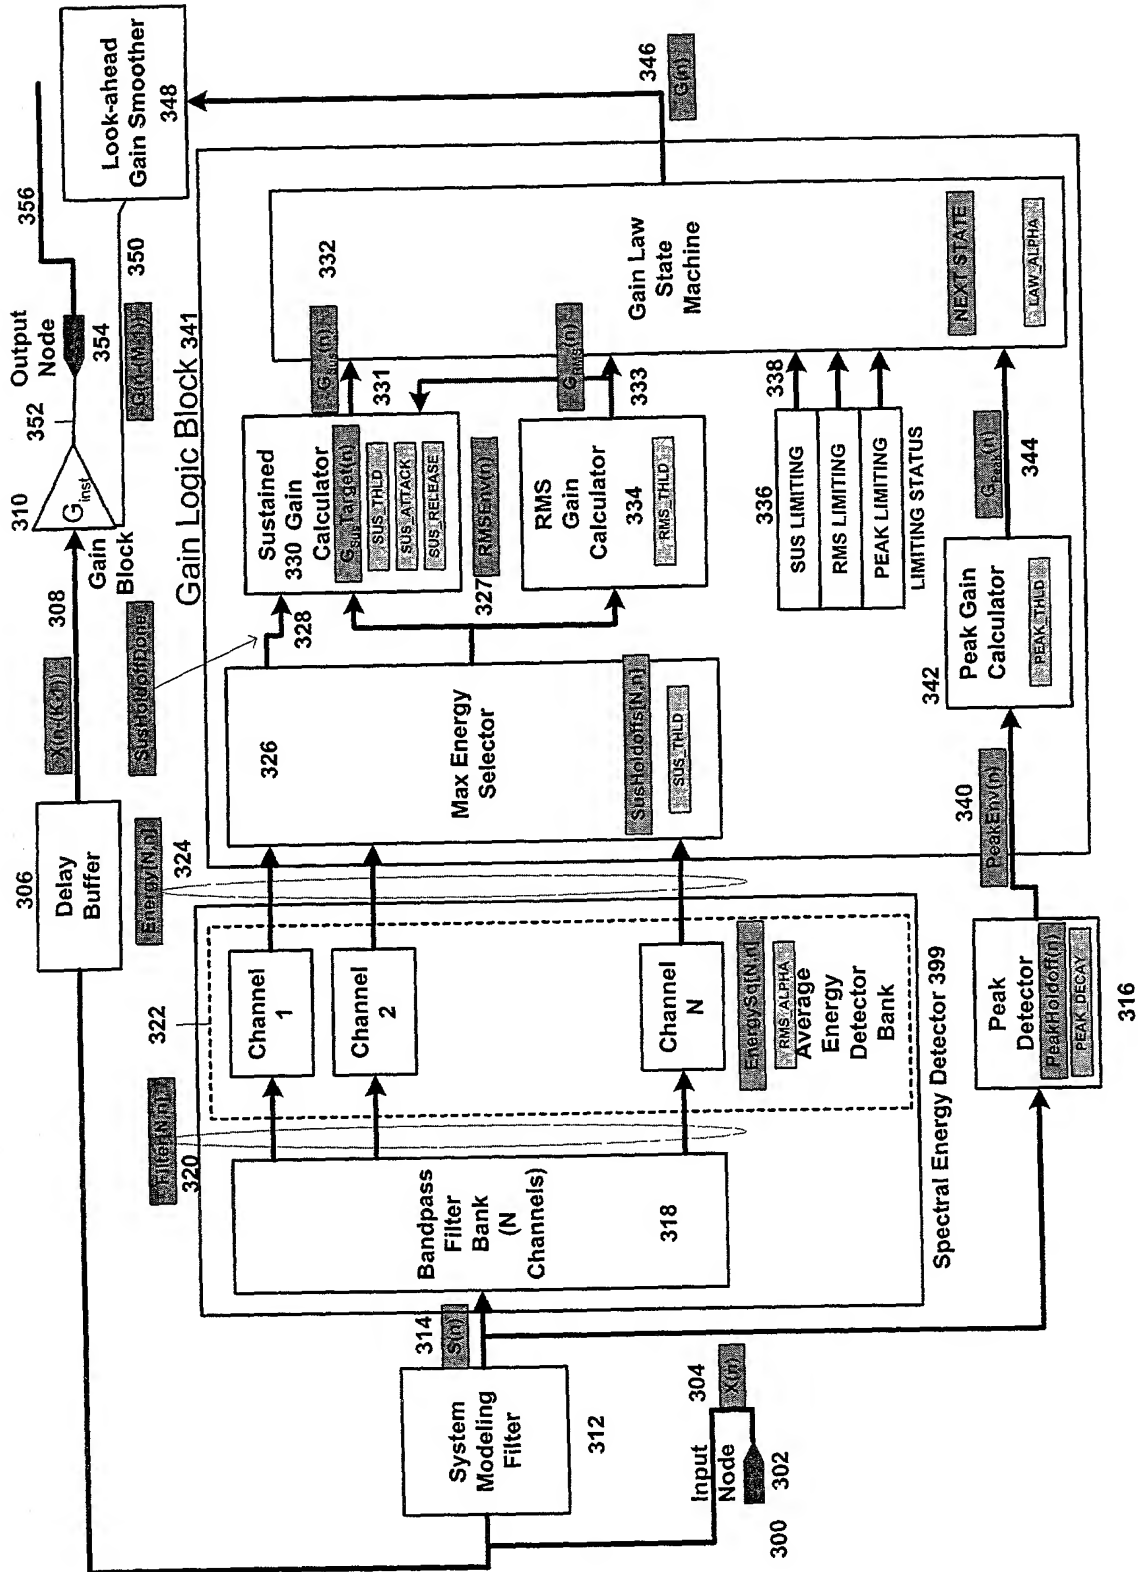 300
Input
Node
302
304
X(n)
System
Modeling
Filter
312
314
S(n)
Bandpass
Filter
Bank
(N
Channels)
318
Filter[N,n]
320
322
Channel
1
Channel
2
Channel
N
EnergySq[N,n]
RMS_ALPHA
Average
Energy
Detector
Bank
Spectral Energy Detector 399
Peak
Detector
PeakHoldoff(n)
PEAK_DECAY
316
306
Delay
Buffer
Energy[N,n]
324
X(n-(K-1))
308
SusHoldoffDone
310
G_inst
Gain
Block
352
Output
Node
354
356
Look-ahead
Gain Smoother
348
350
G(n-(M-1))
Gain Logic Block 341
326
Max Energy
Selector
SusHoldoffs[N,n]
SUS_THLD
328
327
RMSEnv(n)
Sustained
330 Gain
Calculator
G_SusTarget(n)
SUS_THLD
SUS_ATTACK
SUS_RELEASE
G_Sus(n)
331
RMS
Gain
Calculator
334
RMS_THLD
G_RMS(n)
333
336
SUS LIMITING
RMS LIMITING
PEAK LIMITING
LIMITING STATUS
338
340
PeakEnv(n)
342
Peak Gain
Calculator
PEAK_THLD
G_Peak(n)
344
332
Gain Law
State
Machine
NEXT STATE
LAW_ALPHA
346
G(n)